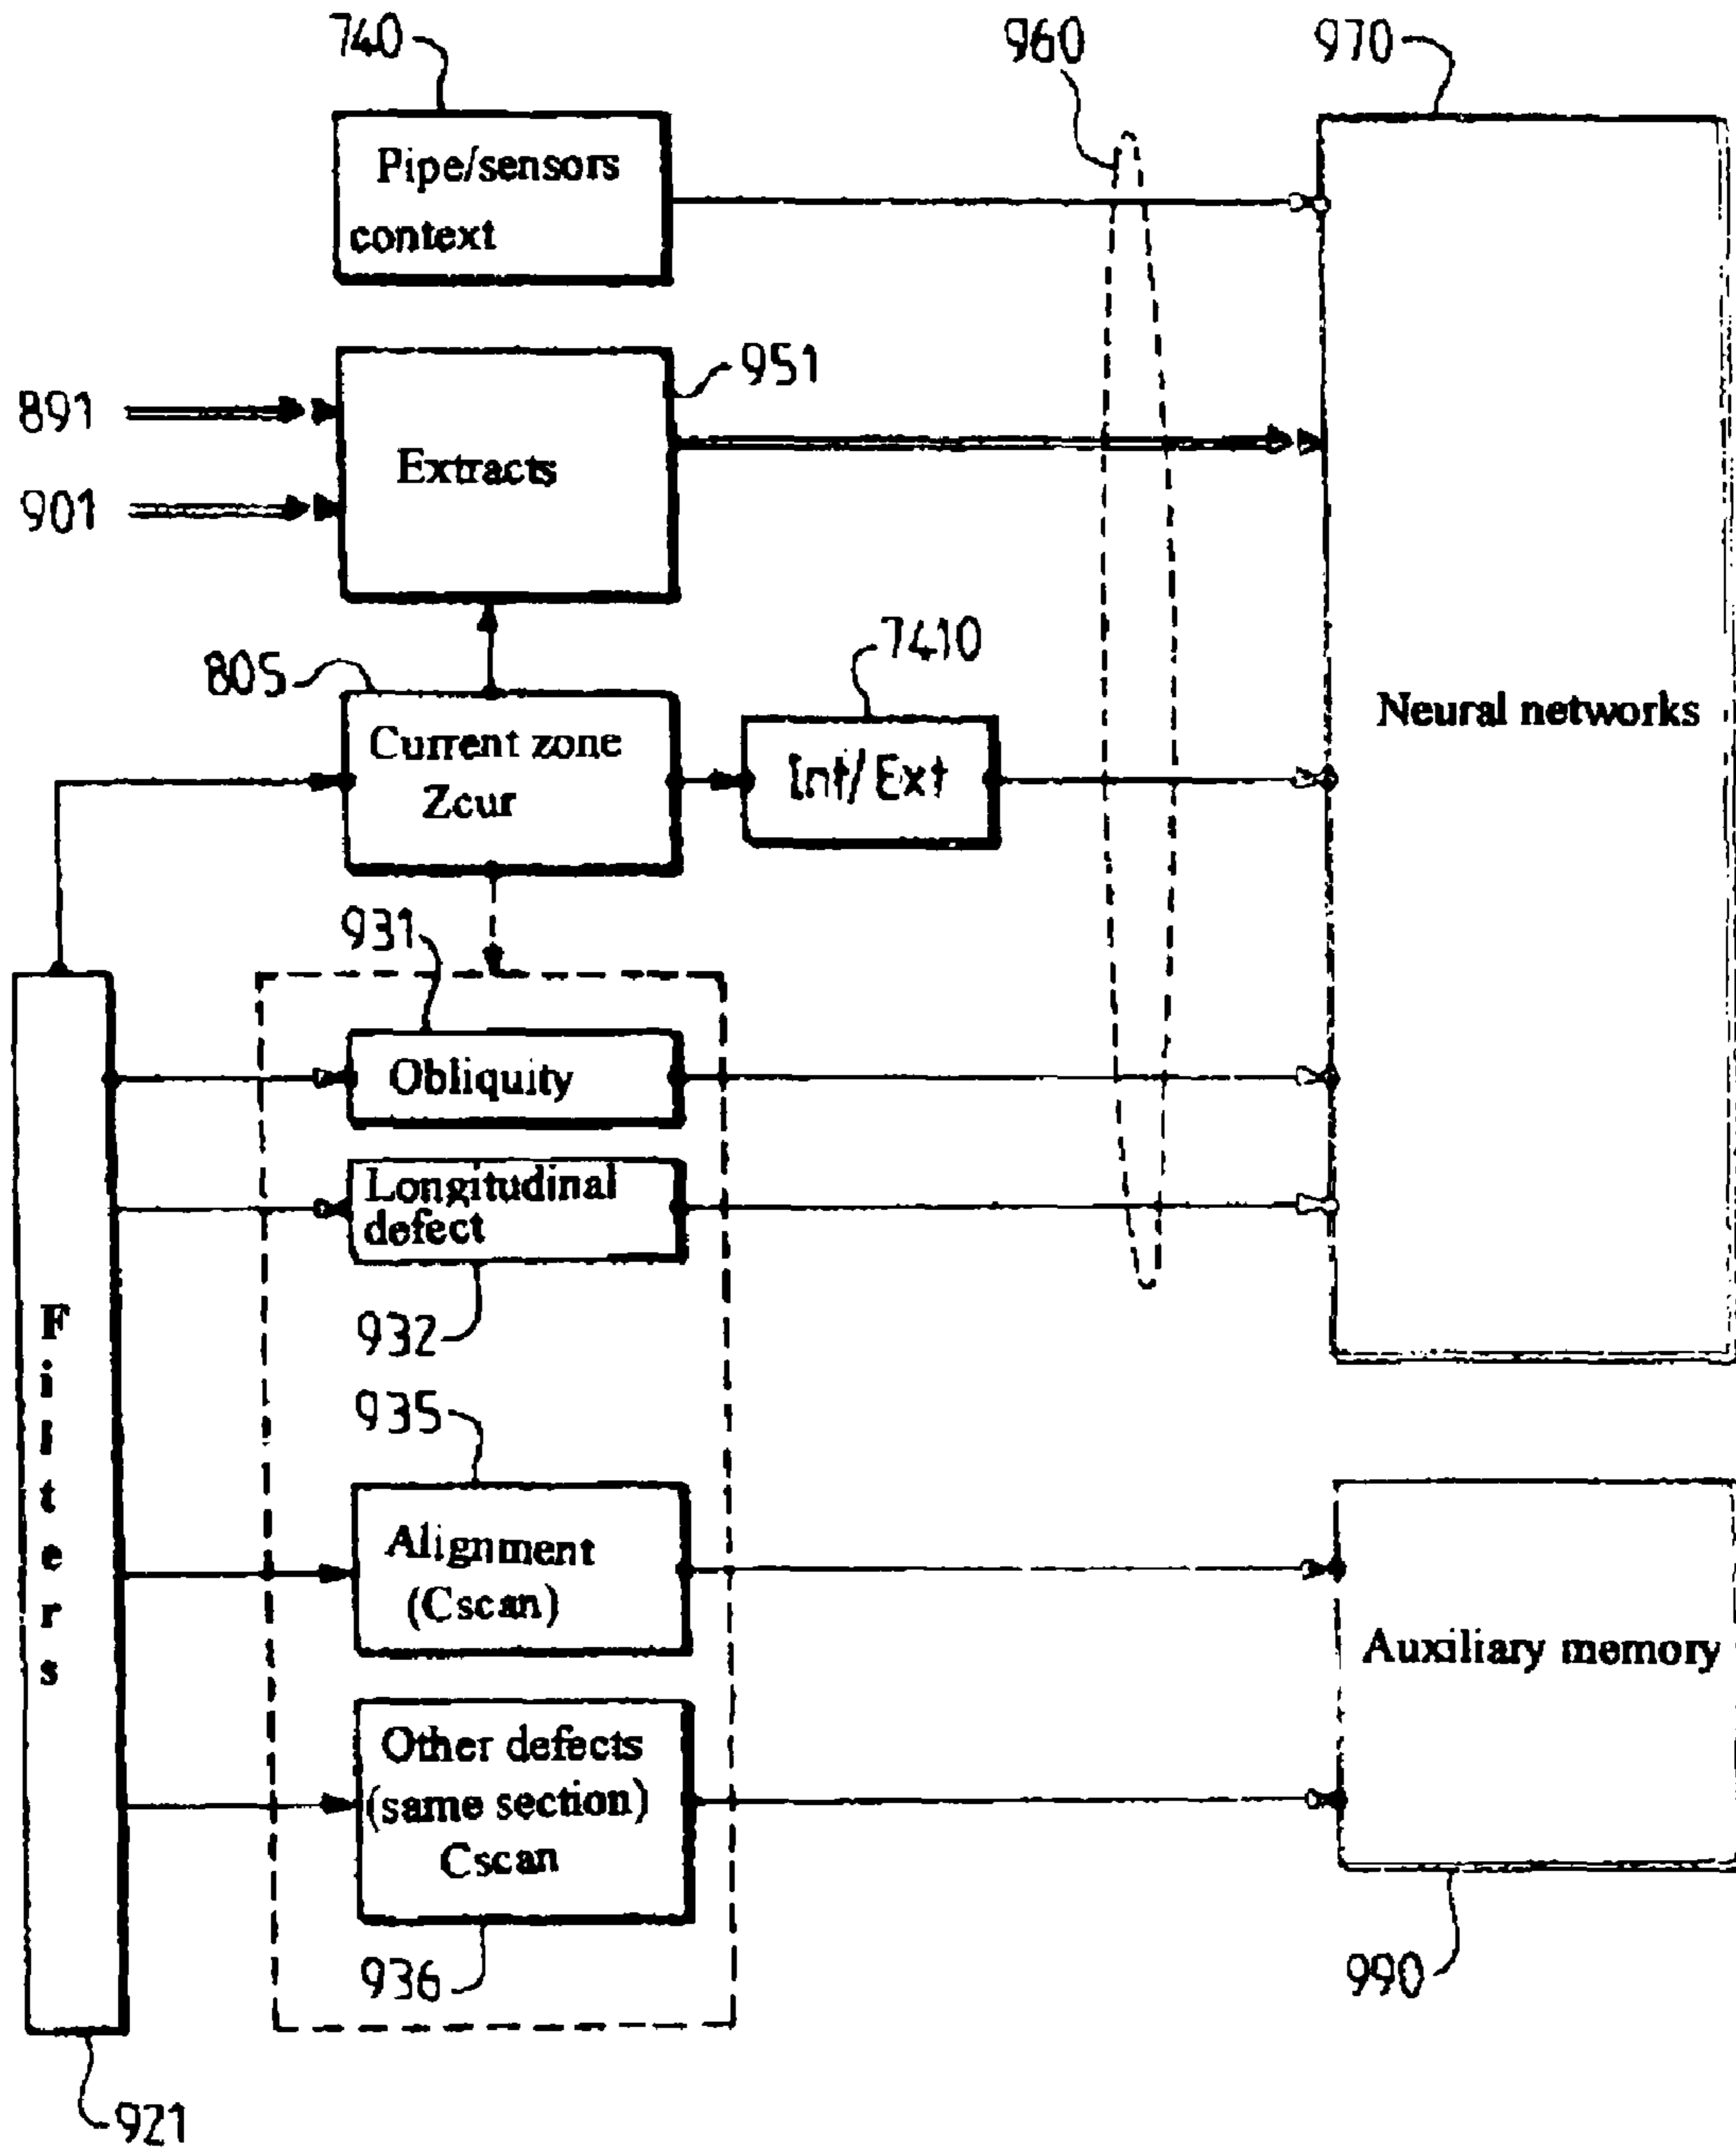 740
960
970
Pipe/sensors
context
951
891
Extracts
901
7410
805
Current zone
Zcur
Int/Ext
Neural networks
931
Obliquity
Longitudinal
defect
932
Filters
935
Alignment
(Cscan)
Auxiliary memory
Other defects
(same section)
Cscan
936
990
921